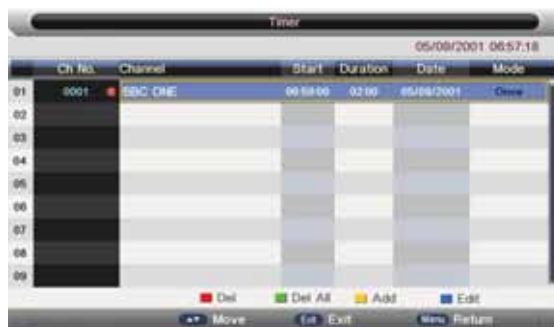 Timer
05/09/2001 06:57:18
Ch No. Channel Start Duration Date Mode
01 0001 BBC ONE 06:59:00 02:00 05/09/2001 Once
02
03
04
05
06
07
08
09
Del Del All Add Edit
Move Exit Exit Menu Return